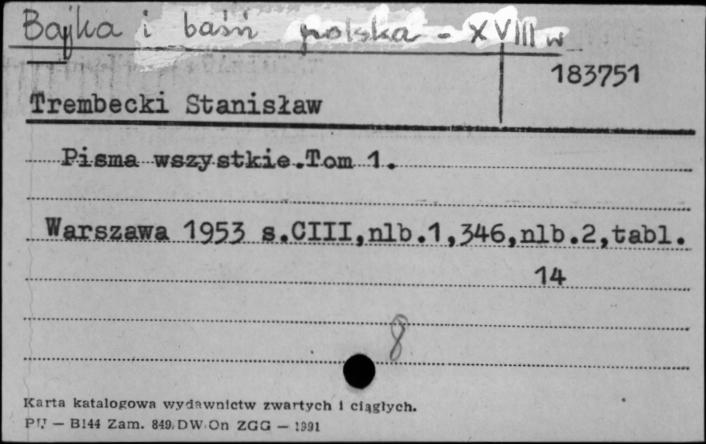 Bajka i baśń polska - XVIII w
183751
Trembecki Stanisław
Pisma wszystkie.Tom 1.
Warszawa 1953 s.CIII,nlb.1,346,nlb.2,tabl.
14
8
Karta katalogowa wydawnictw zwartych i ciągłych.
PU — B144 Zam. 849/DW/On ZGG — 1991